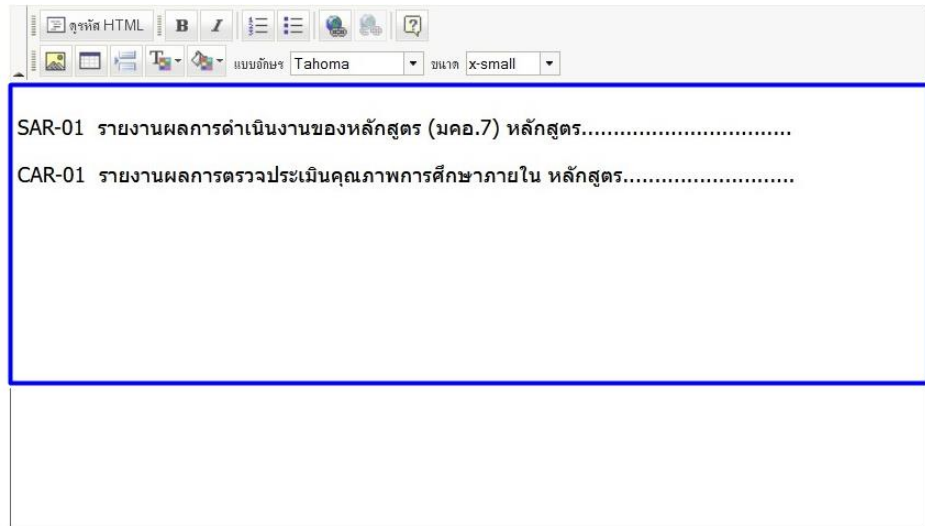 ดูรหัส HTML B I
แบบอักษร Tahoma ขนาด x-small
SAR-01 รายงานผลการดำเนินงานของหลักสูตร (มคอ.7) หลักสูตร.................................
CAR-01 รายงานผลการตรวจประเมินคุณภาพการศึกษาภายใน หลักสูตร...........................